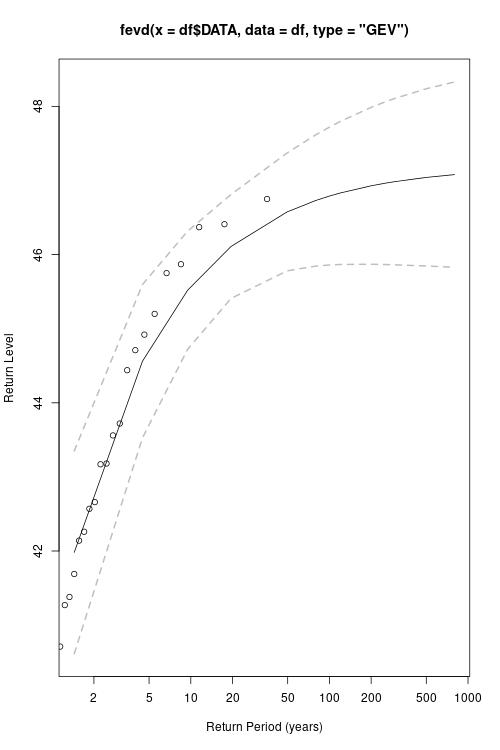 fevd(x = df$DATA, data = df, type = "GEV")
48
46
44
42
Return Level
2 5 10 20 50 100 200 500 1000
Return Period (years)